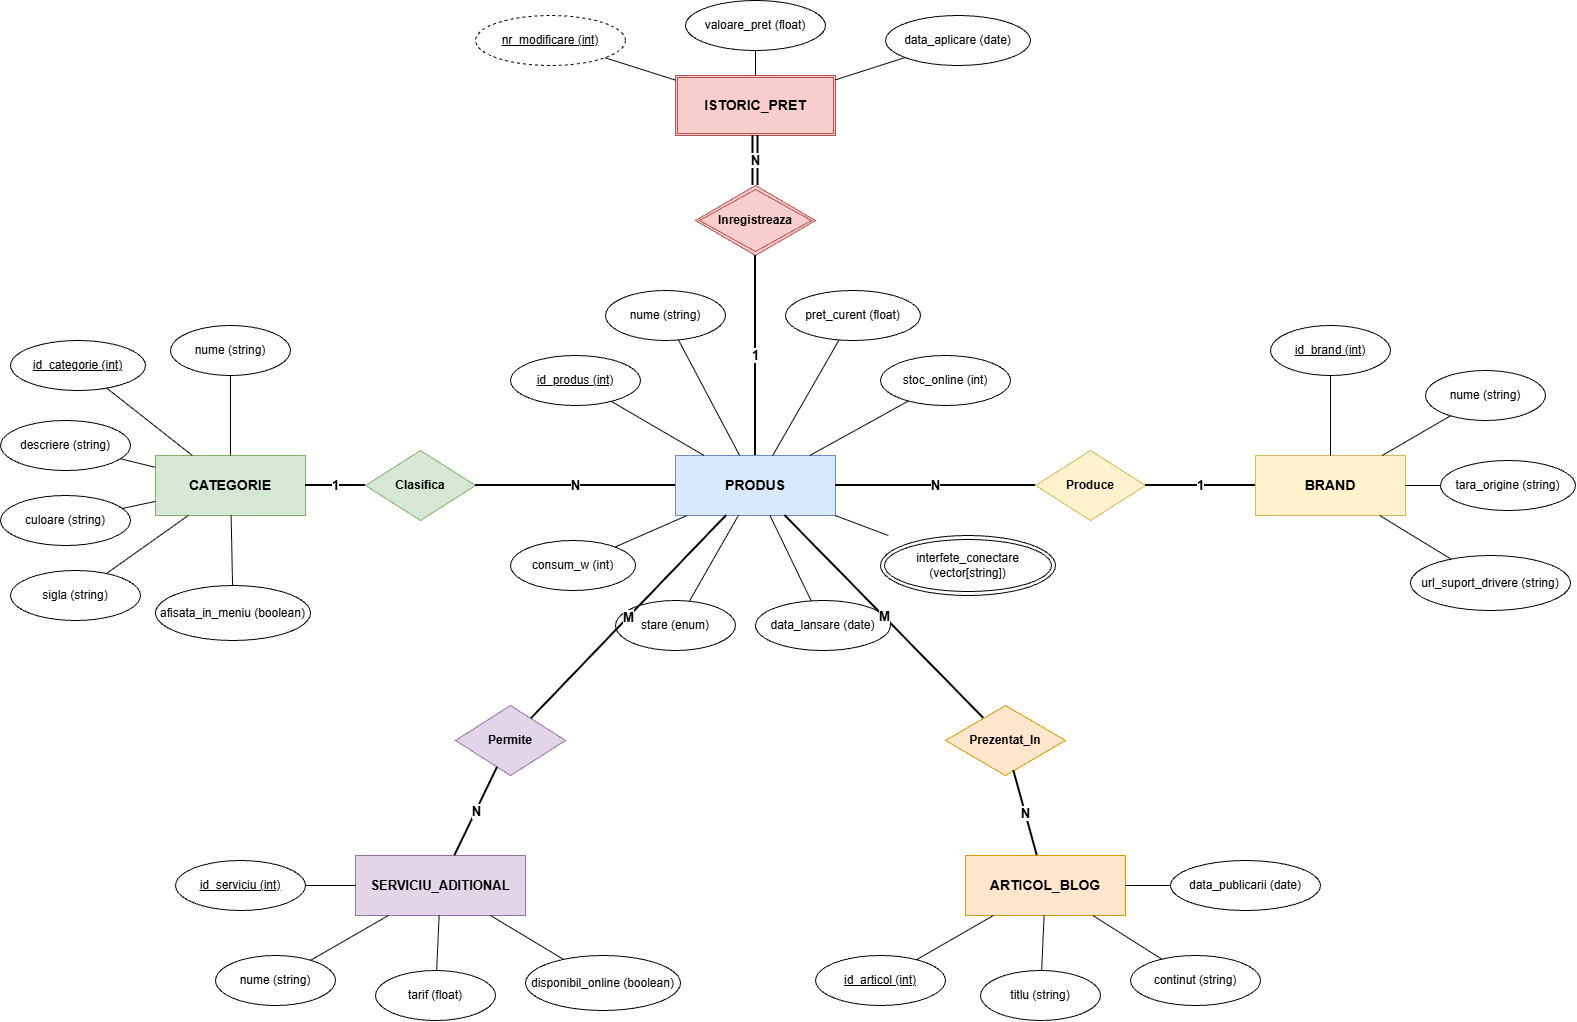 nr_modificare (int)
valoare_pret (float)
data_aplicare (date)
ISTORIC_PRET
N
Inregistreaza
nume (string)
pret_curent (float)
1
id_categorie (int)
nume (string)
id_produs (int)
stoc_online (int)
id_brand (int)
nume (string)
descriere (string)
CATEGORIE
1
Clasifica
N
PRODUS
N
Produce
1
BRAND
tara_origine (string)
culoare (string)
sigla (string)
afisata_in_meniu (boolean)
consum_w (int)
interfete_conectare
(vector[string])
url_suport_drivere (string)
M
stare (enum)
data_lansare (date)
M
Permite
Prezentat_In
N
N
id_serviciu (int)
SERVICIU_ADITIONAL
ARTICOL_BLOG
data_publicarii (date)
nume (string)
tarif (float)
disponibil_online (boolean)
id_articol (int)
titlu (string)
continut (string)